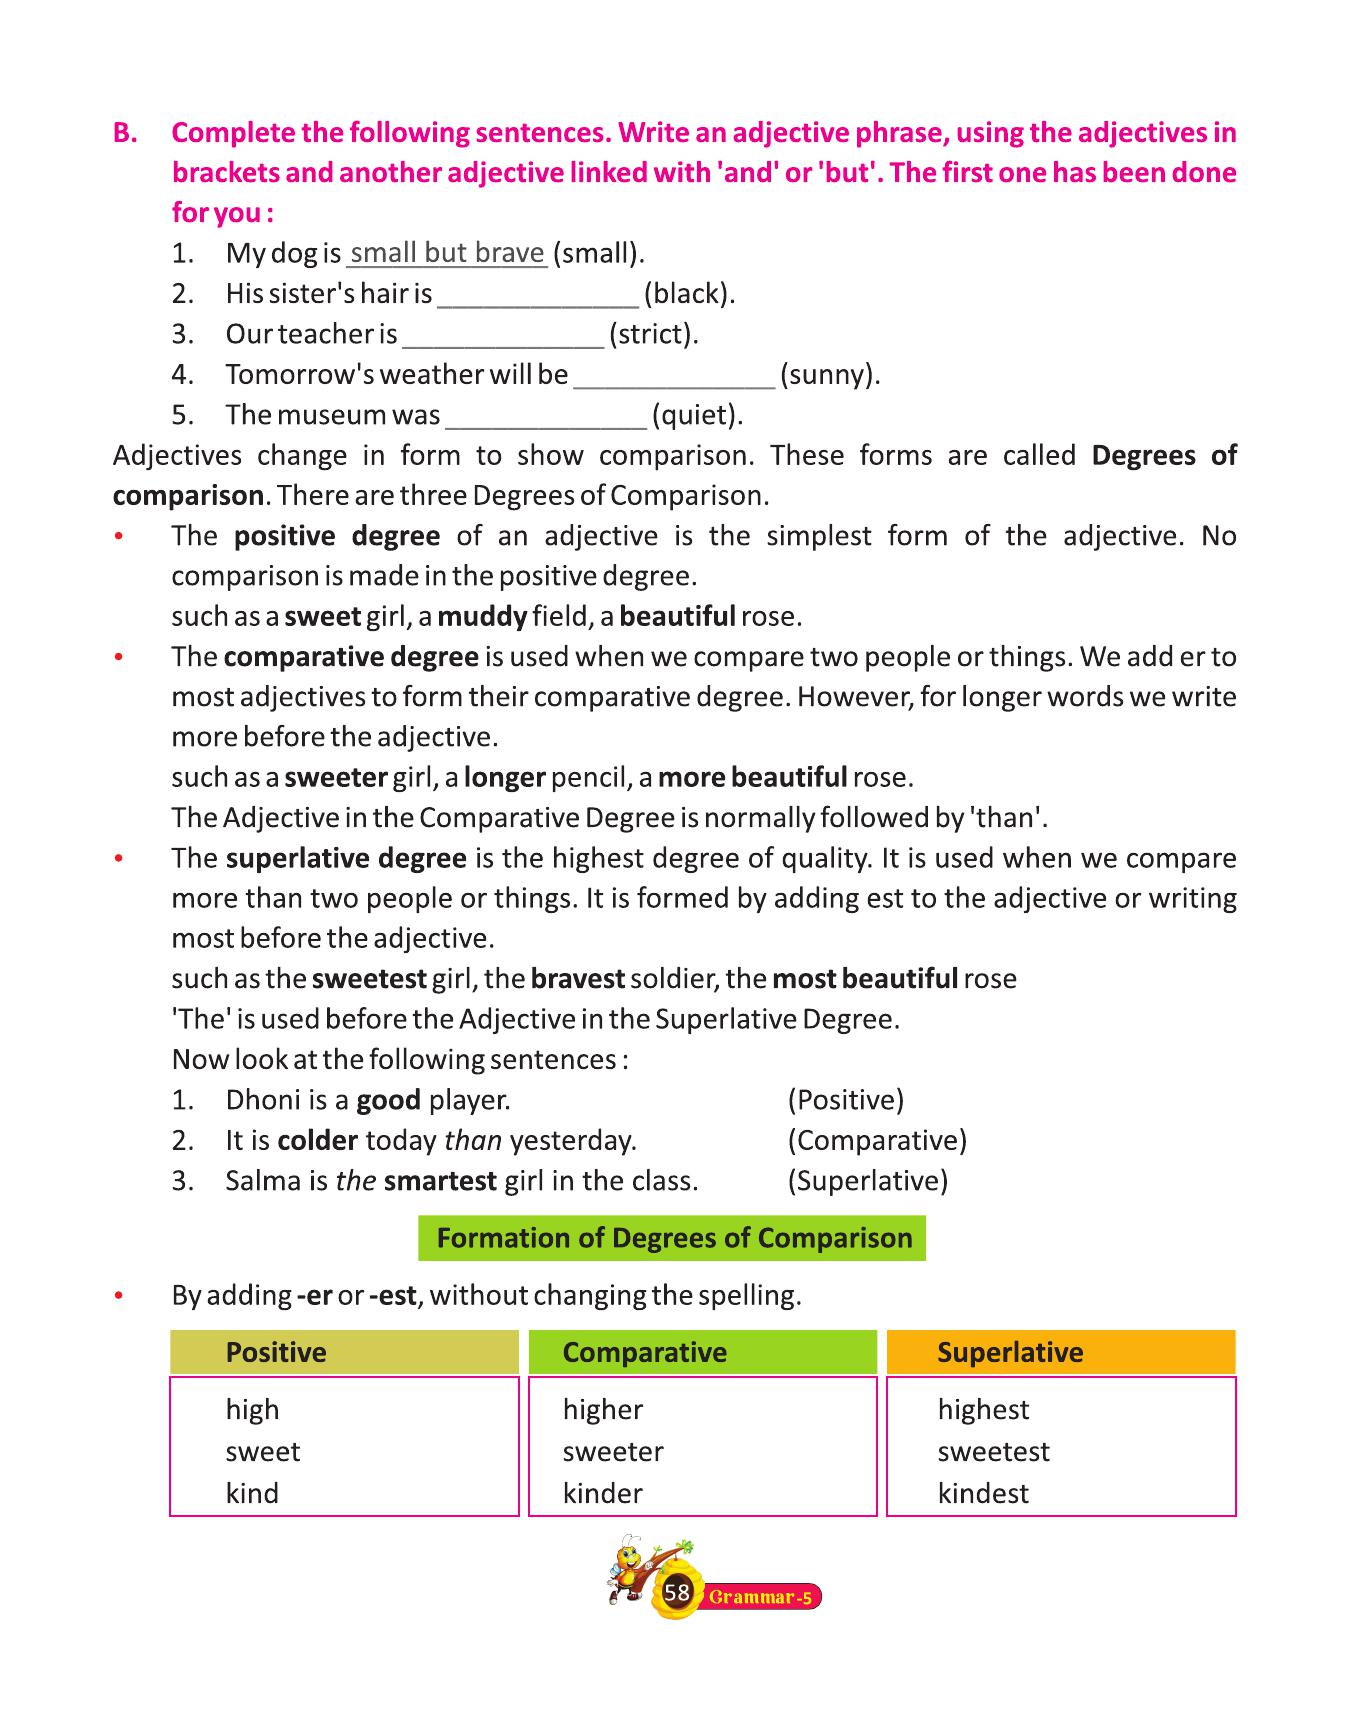 B. Complete the following sentences. Write an adjective phrase, using the adjectives in
brackets and another adjective linked with 'and' or 'but'. The first one has been done
for you :
1. My dog is small but brave (small).
2. His sister's hair is _____________ (black).
3. Our teacher is _____________ (strict).
4. Tomorrow's weather will be _____________ (sunny).
5. The museum was _____________ (quiet).
Adjectives change in form to show comparison. These forms are called Degrees of
comparison. There are three Degrees of Comparison.
• The positive degree of an adjective is the simplest form of the adjective. No
comparison is made in the positive degree.
such as a sweet girl, a muddy field, a beautiful rose.
• The comparative degree is used when we compare two people or things. We add er to
most adjectives to form their comparative degree. However, for longer words we write
more before the adjective.
such as a sweeter girl, a longer pencil, a more beautiful rose.
The Adjective in the Comparative Degree is normally followed by 'than'.
• The superlative degree is the highest degree of quality. It is used when we compare
more than two people or things. It is formed by adding est to the adjective or writing
most before the adjective.
such as the sweetest girl, the bravest soldier, the most beautiful rose
'The' is used before the Adjective in the Superlative Degree.
Now look at the following sentences :
1. Dhoni is a good player. (Positive)
2. It is colder today than yesterday. (Comparative)
3. Salma is the smartest girl in the class. (Superlative)
Formation of Degrees of Comparison
• By adding -er or -est, without changing the spelling.
Positive Comparative Superlative
high higher highest
sweet sweeter sweetest
kind kinder kindest
58 Grammar-5